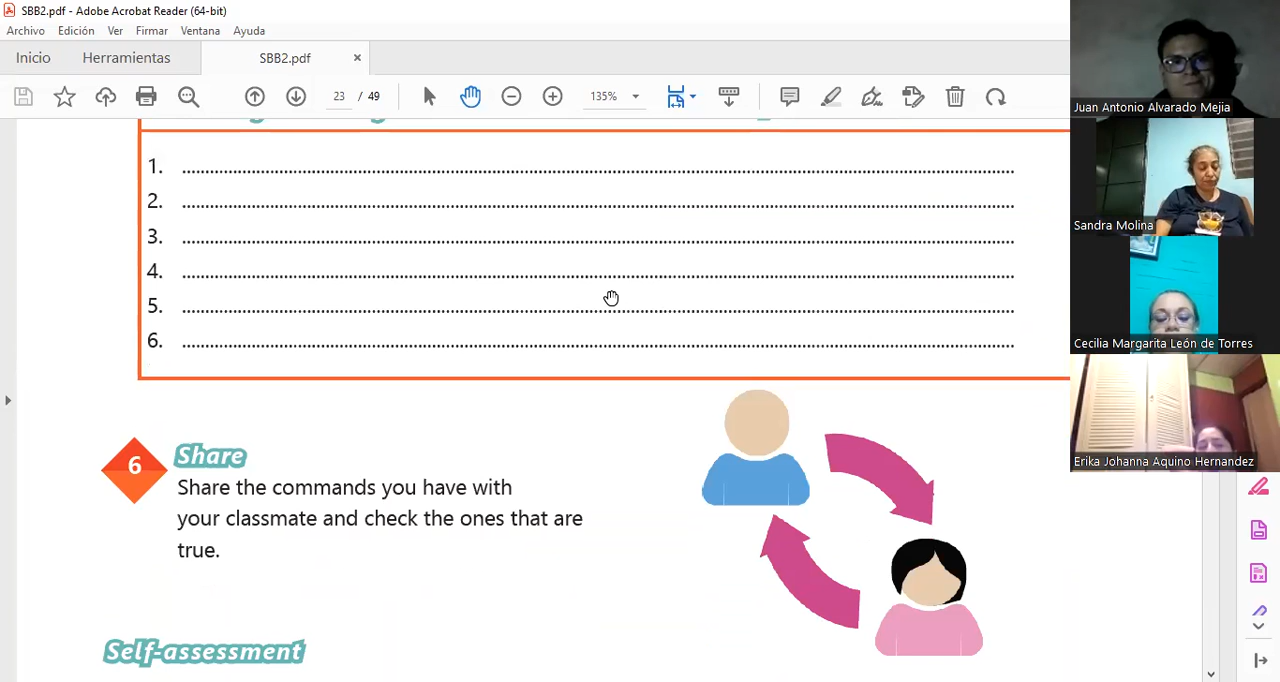 SBB2.pdf - Adobe Acrobat Reader (64-bit)
Archivo Edición Ver Firmar Ventana Ayuda
Inicio Herramientas SBB2.pdf ×
23 / 49 135%
1. ........................................................................
2. ........................................................................
3. ........................................................................
4. ........................................................................
5. ........................................................................
6. ........................................................................
6 Share
Share the commands you have with
your classmate and check the ones that are
true.
Self-assessment
Juan Antonio Alvarado Mejia
Sandra Molina
Cecilia Margarita León de Torres
Erika Johanna Aquino Hernandez